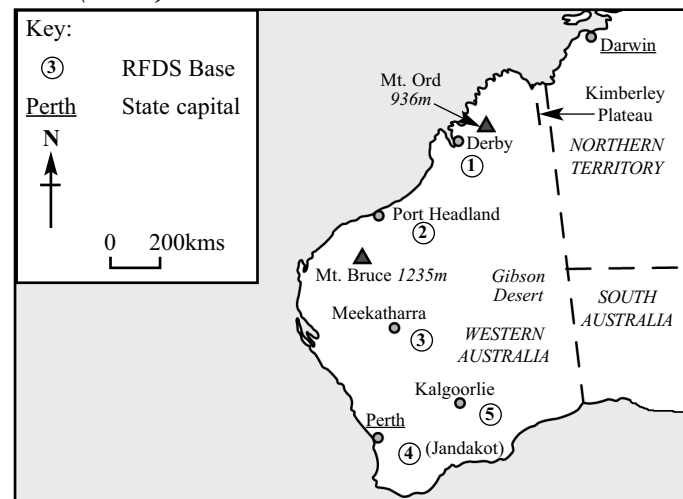 Key:
3 RFDS Base
Perth State capital
N
0 200kms
Darwin
Mt. Ord
936m
Kimberley
Plateau
Derby
1
NORTHERN
TERRITORY
Port Headland
2
Mt. Bruce 1235m
Gibson
Desert
SOUTH
AUSTRALIA
Meekatharra
3
WESTERN
AUSTRALIA
Kalgoorlie
5
Perth
4 (Jandakot)